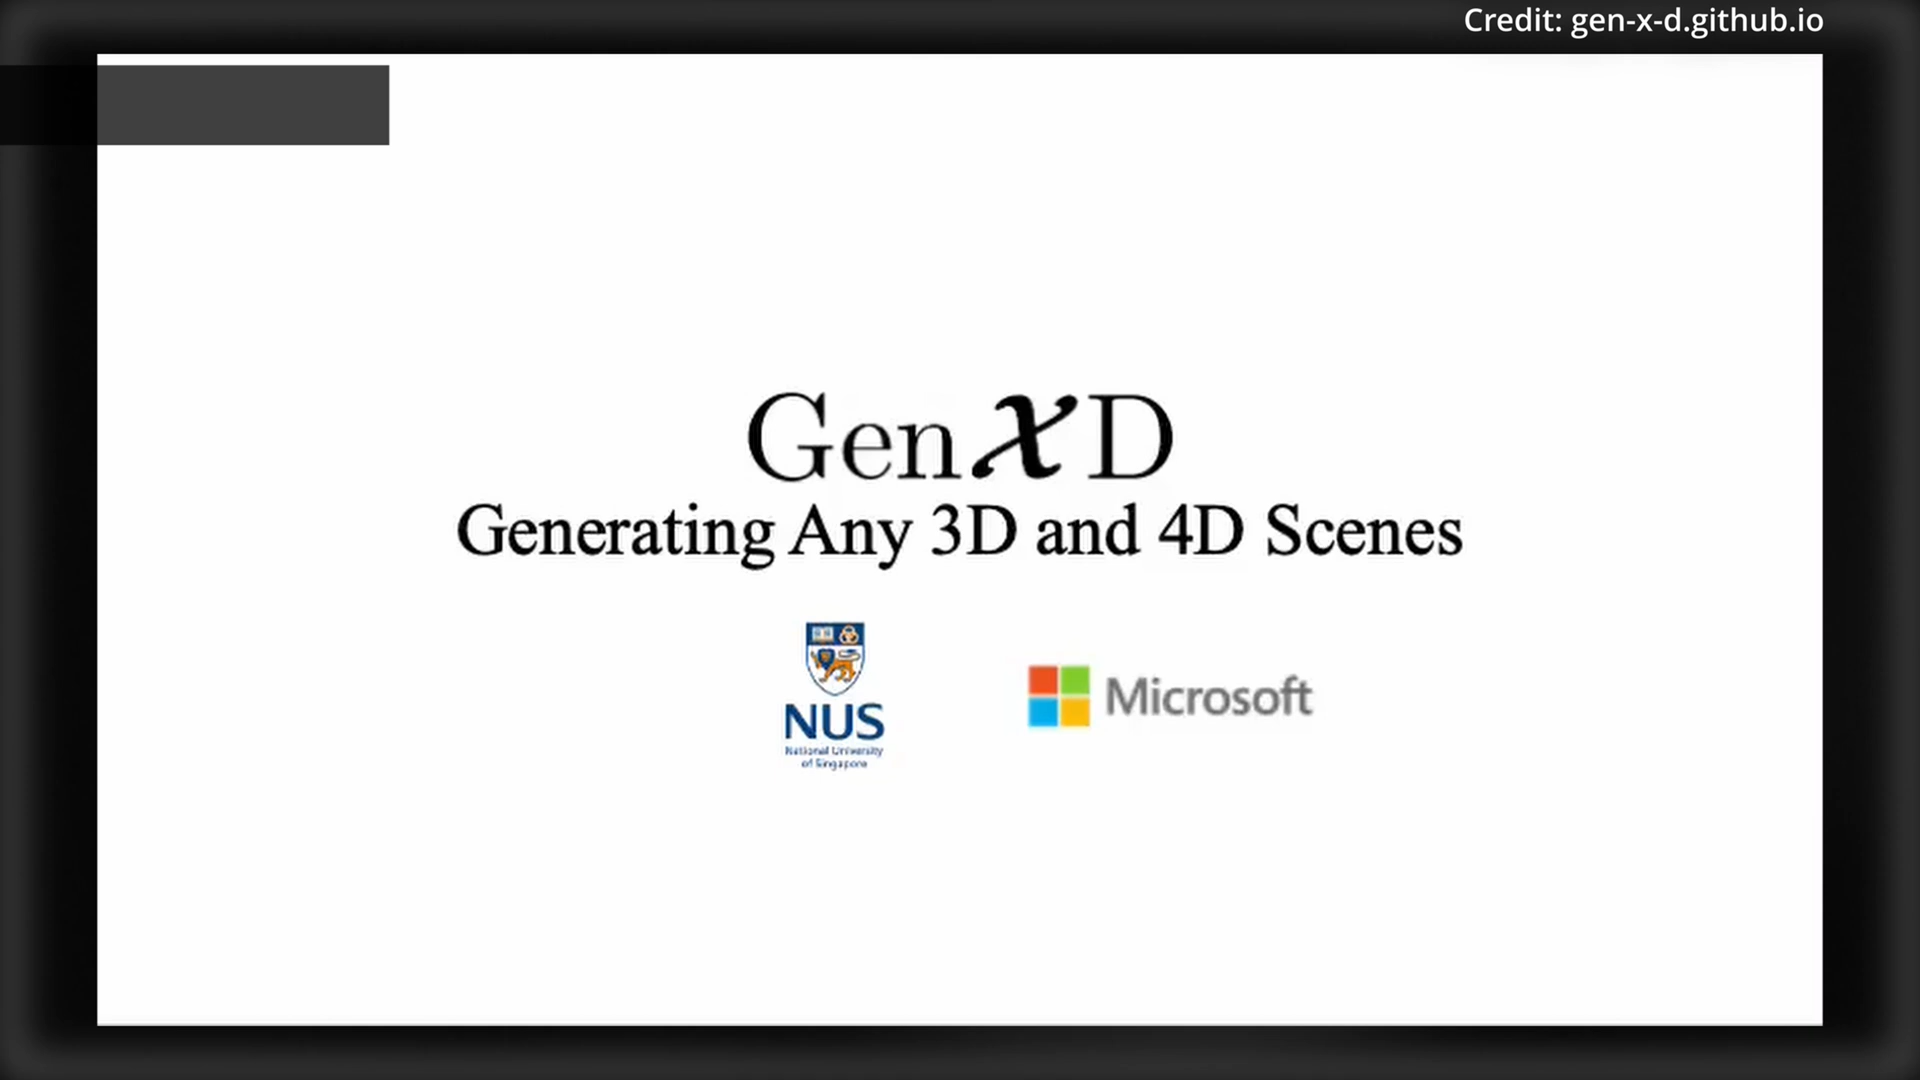 Credit: gen-x-d.github.io
GenXD
Generating Any 3D and 4D Scenes
NUS
National University
of Singapore
Microsoft